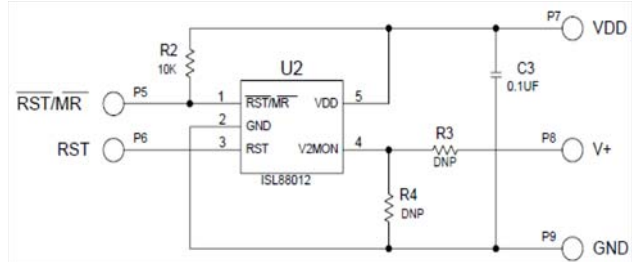 P7
VDD
R2
10K
U2
C3
0.1UF
RST/MR
P5
1
RST/MR
VDD
5
2
GND
R3
P8
V+
RST
P6
3
RST
V2MON
4
DNP
ISL88012
R4
DNP
P9
GND